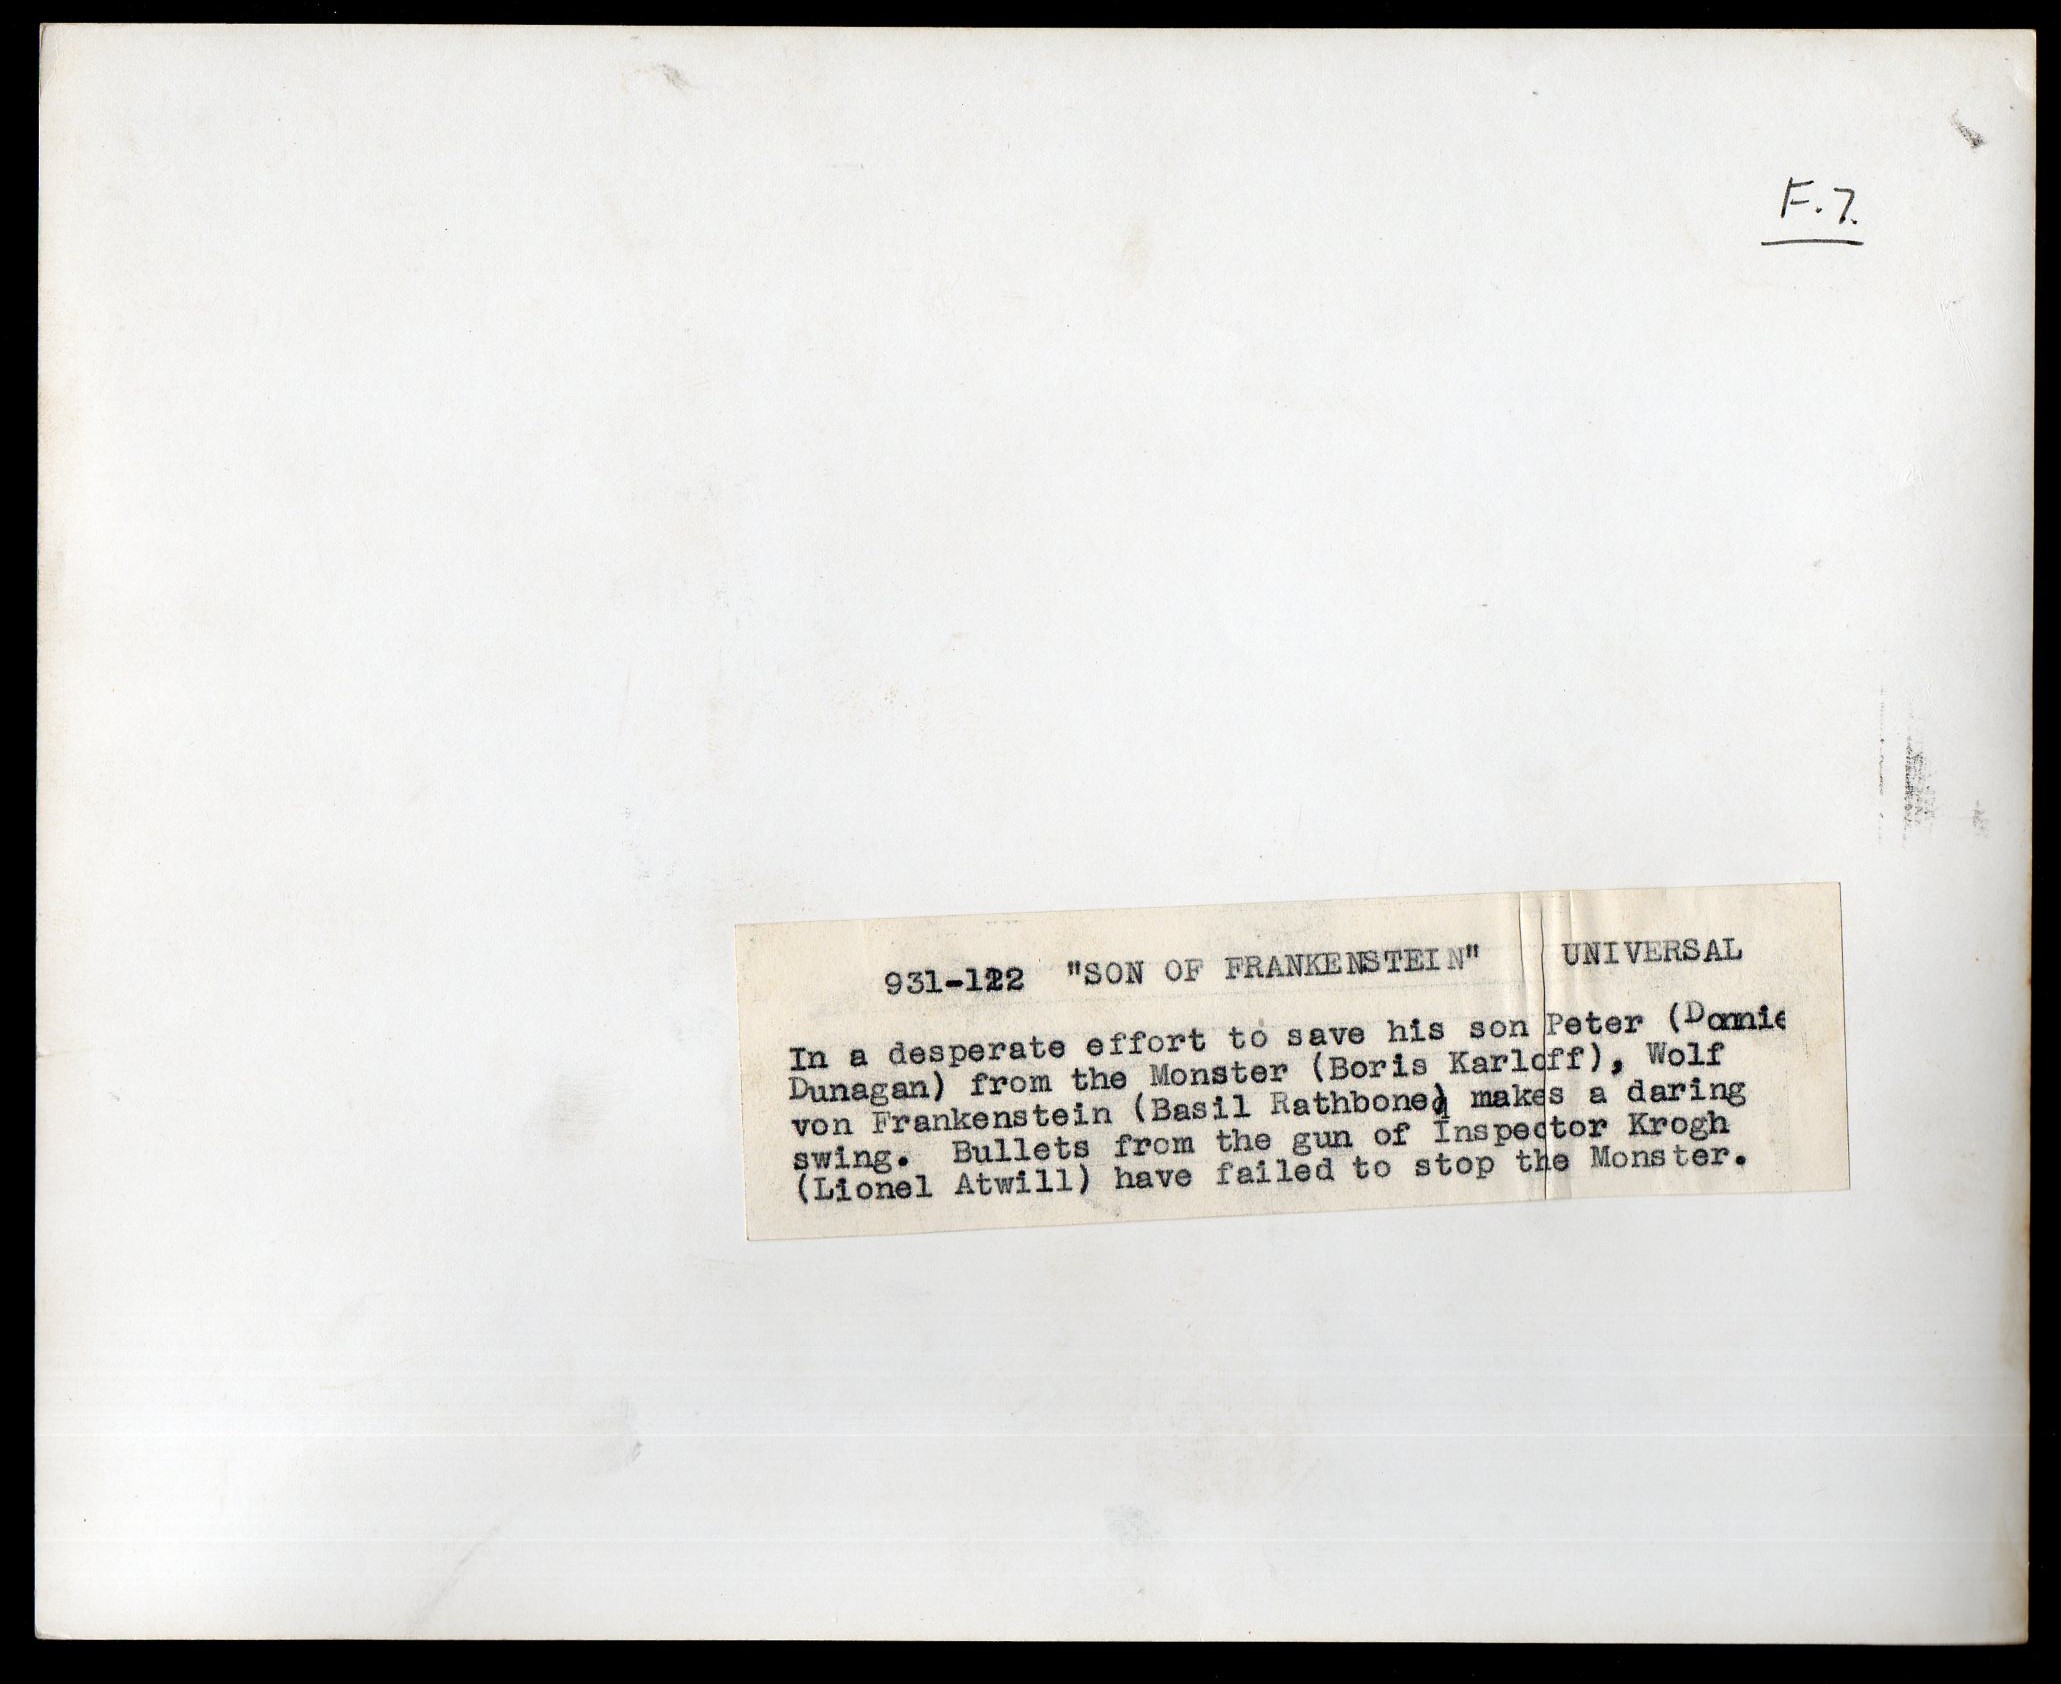 F.7.
931-122 "SON OF FRANKENSTEIN" UNIVERSAL
In a desperate effort to save his son Peter (Donnie
Dunagan) from the Monster (Boris Karloff), Wolf
von Frankenstein (Basil Rathbone) makes a daring
swing. Bullets from the gun of Inspector Krogh
(Lionel Atwill) have failed to stop the Monster.